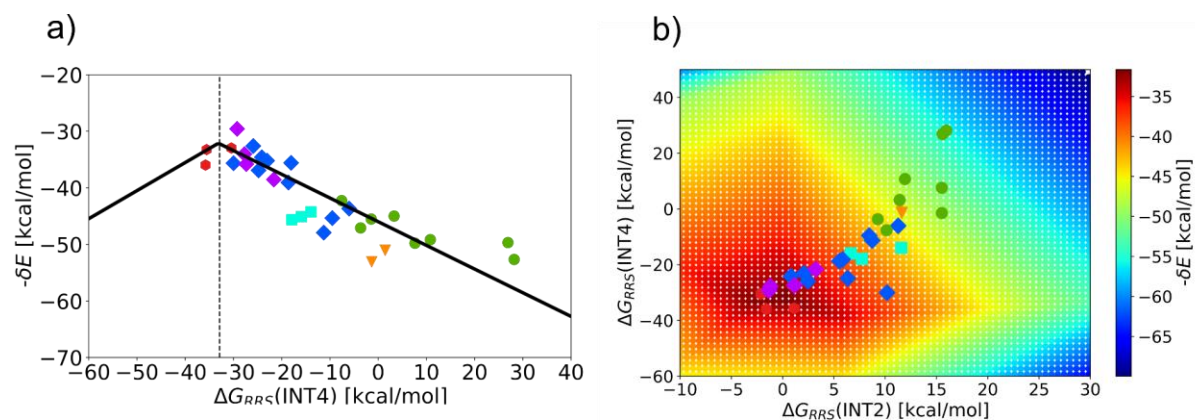 a)
-δE [kcal/mol]
−20
−30
−40
−50
−60
−70
−60 −50 −40 −30 −20 −10 0 10 20 30 40
ΔG_RRS(INT4) [kcal/mol]
b)
ΔG_RRS(INT4) [kcal/mol]
40
20
0
−20
−40
−60
−10 −5 0 5 10 15 20 25 30
ΔG_RRS(INT2) [kcal/mol]
−35
−40
−45
−50
−55
−60
−65
-δE [kcal/mol]